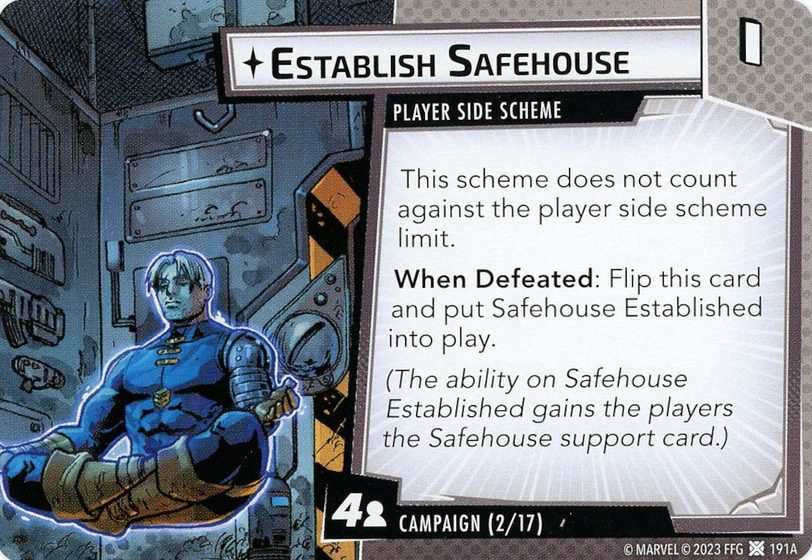 Establish Safehouse
PLAYER SIDE SCHEME
This scheme does not count
against the player side scheme
limit.
When Defeated: Flip this card
and put Safehouse Established
into play.
(The ability on Safehouse
Established gains the players
the Safehouse support card.)
4
CAMPAIGN (2/17)
© MARVEL © 2023 FFG 191A